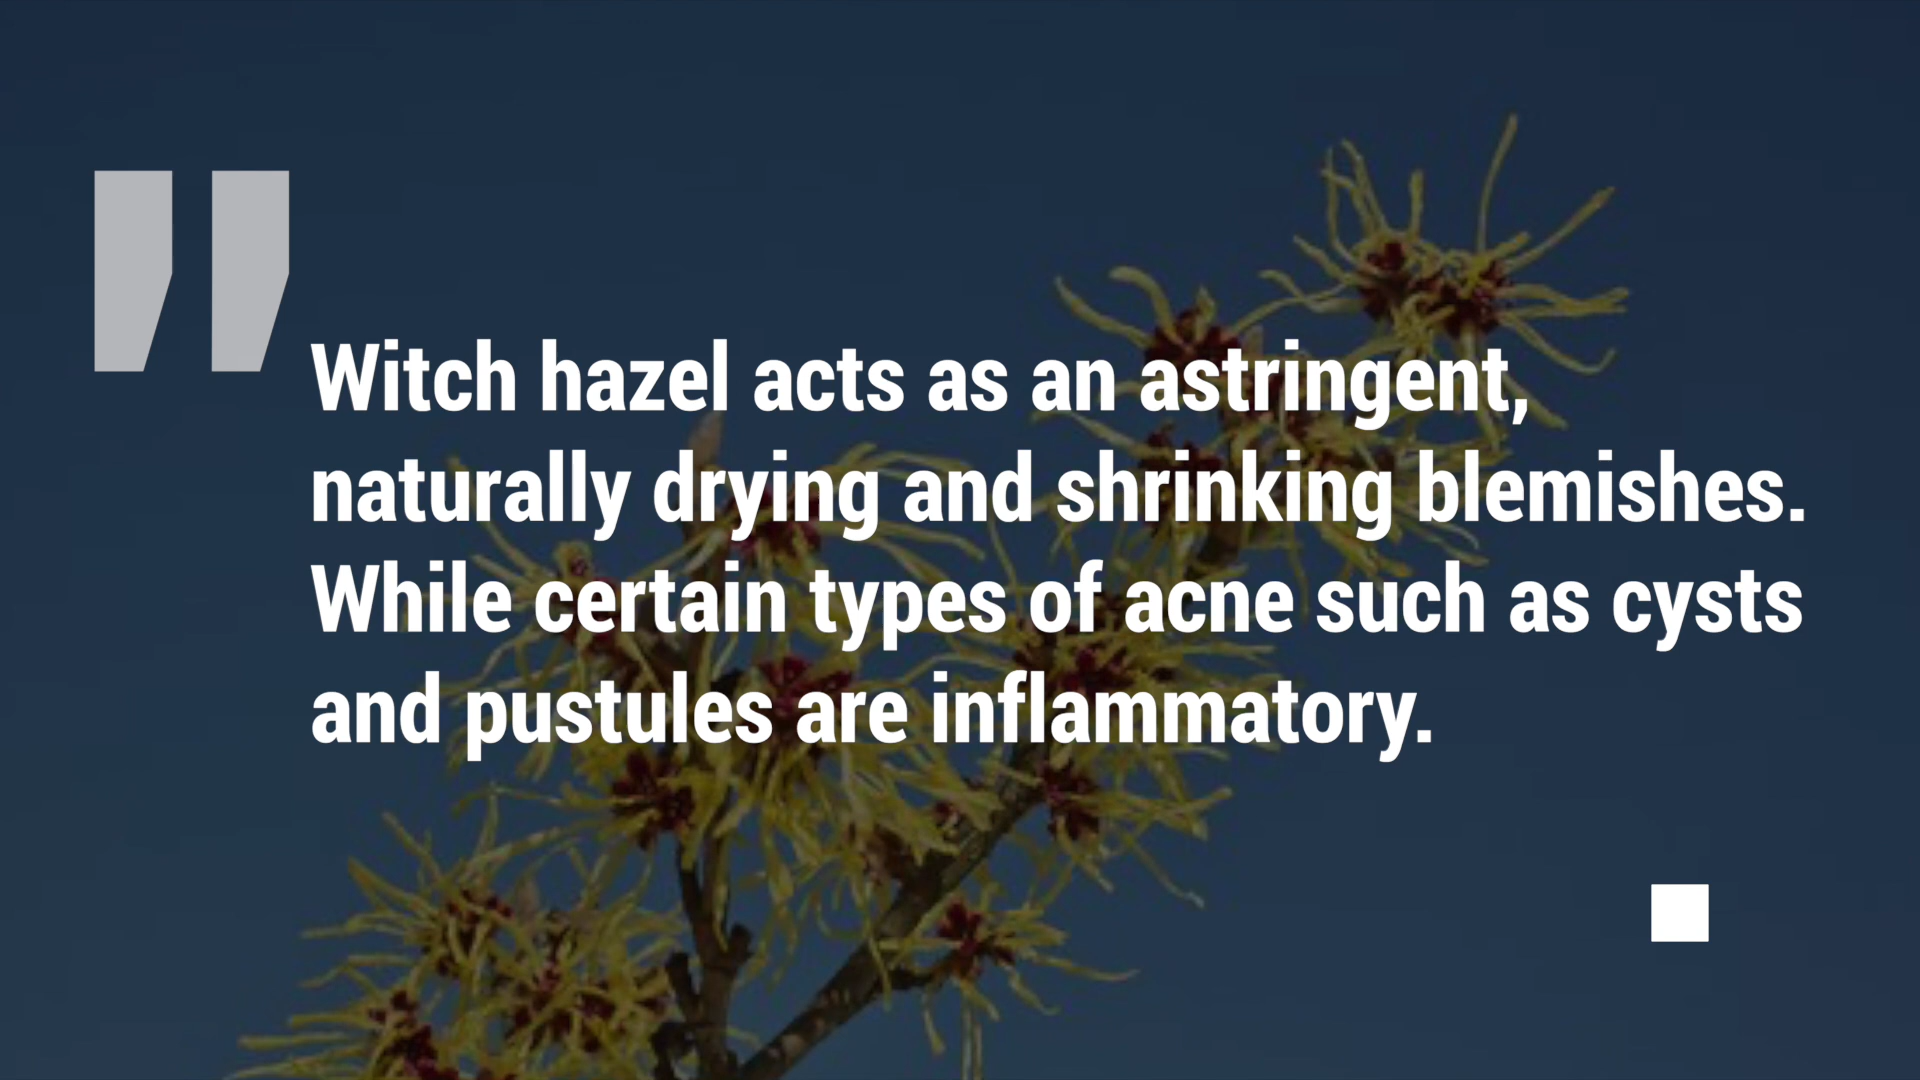 "
Witch hazel acts as an astringent,
naturally drying and shrinking blemishes.
While certain types of acne such as cysts
and pustules are inflammatory.